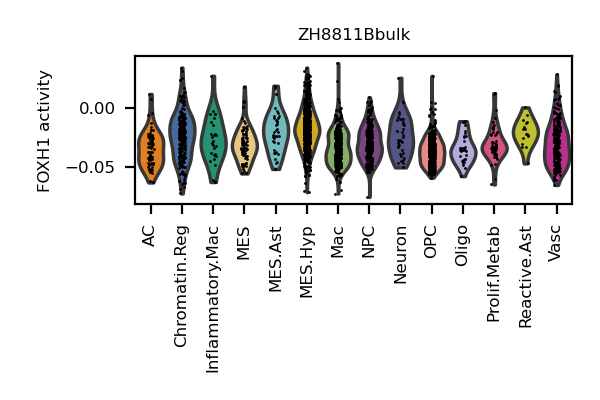 ZH8811Bbulk
FOXH1 activity
0.00
−0.05
AC
Chromatin.Reg
Inflammatory.Mac
MES
MES.Ast
MES.Hyp
Mac
NPC
Neuron
OPC
Oligo
Prolif.Metab
Reactive.Ast
Vasc